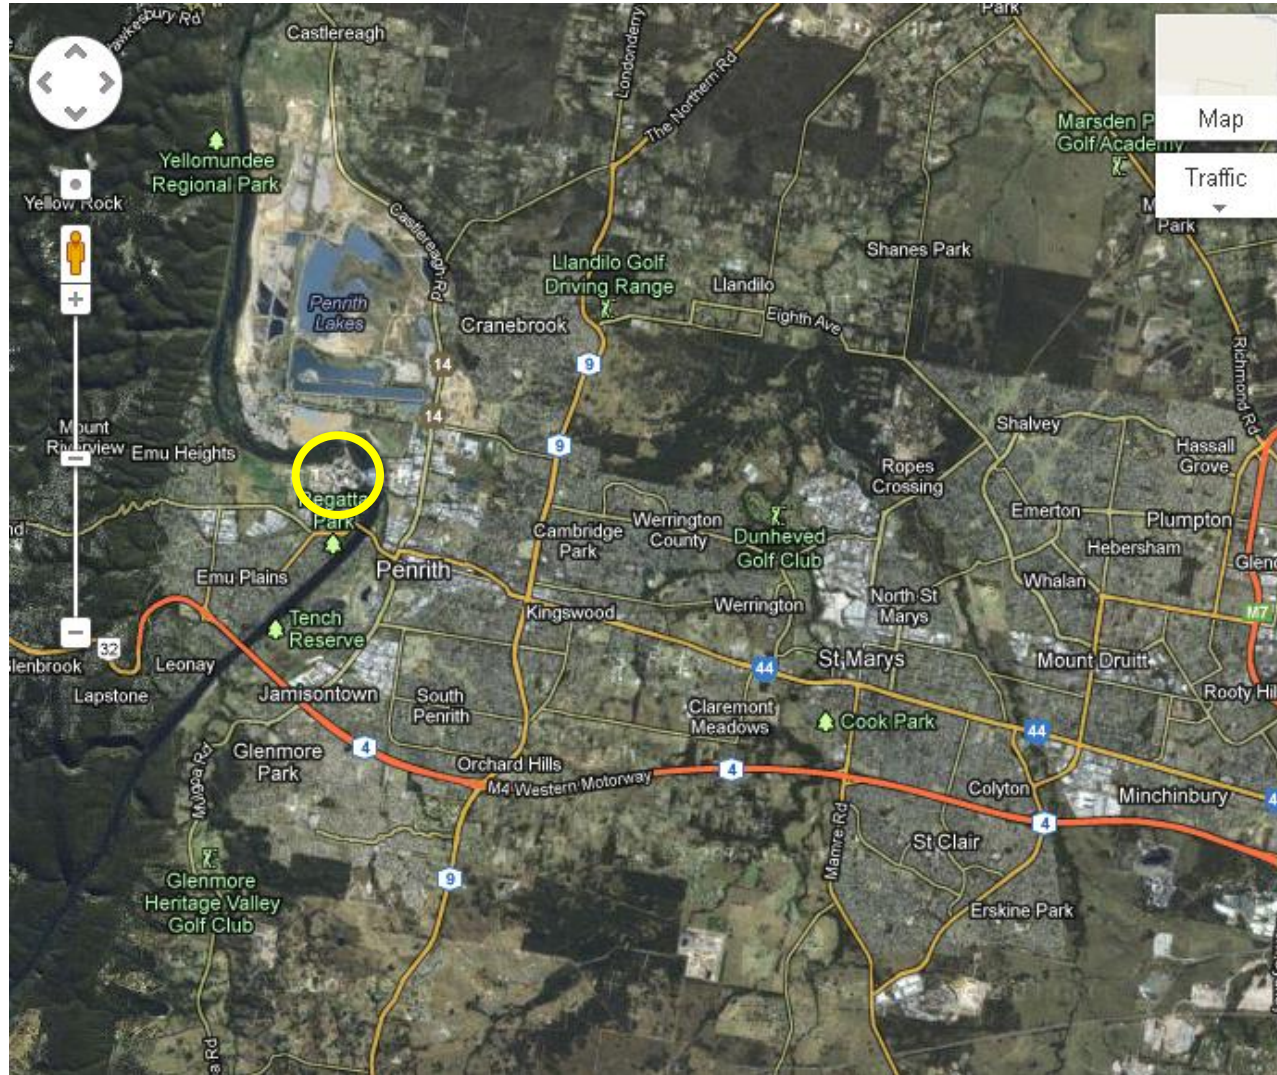 Hawkesbury Rd
Castlereagh
Londonderry
The Northern Rd
Park
Map
Traffic
Marsden P
Golf Academy
Yellomundee
Regional Park
Yellow Rock
Castlereagh Rd
M
Park
Shanes Park
Llandilo Golf
Driving Range
Llandilo
Penrith
Lakes
Cranebrook
Eighth Ave
Richmond Rd
14
9
14
9
Mount
Riverview
Emu Heights
Shalvey
Hassall
Grove
Ropes
Crossing
Regatta
Park
nd
Cambridge
Park
Werrington
County
Dunheved
Golf Club
Emerton
Plumpton
Hebersham
Glend
Emu Plains
Penrith
Whalan
Kingswood
Werrington
North St
Marys
M7
Tench
Reserve
32
Glenbrook
Leonay
Lapstone
Jamisontown
South
Penrith
44
St Marys
Mount Druitt
Rooty Hil
Claremont
Meadows
Cook Park
44
Mulgoa Rd
Glenmore
Park
4
Orchard Hills
M4 Western Motorway
4
Colyton
Minchinbury
4
Mamre Rd
St Clair
9
Glenmore
Heritage Valley
Golf Club
Erskine Park
a Rd